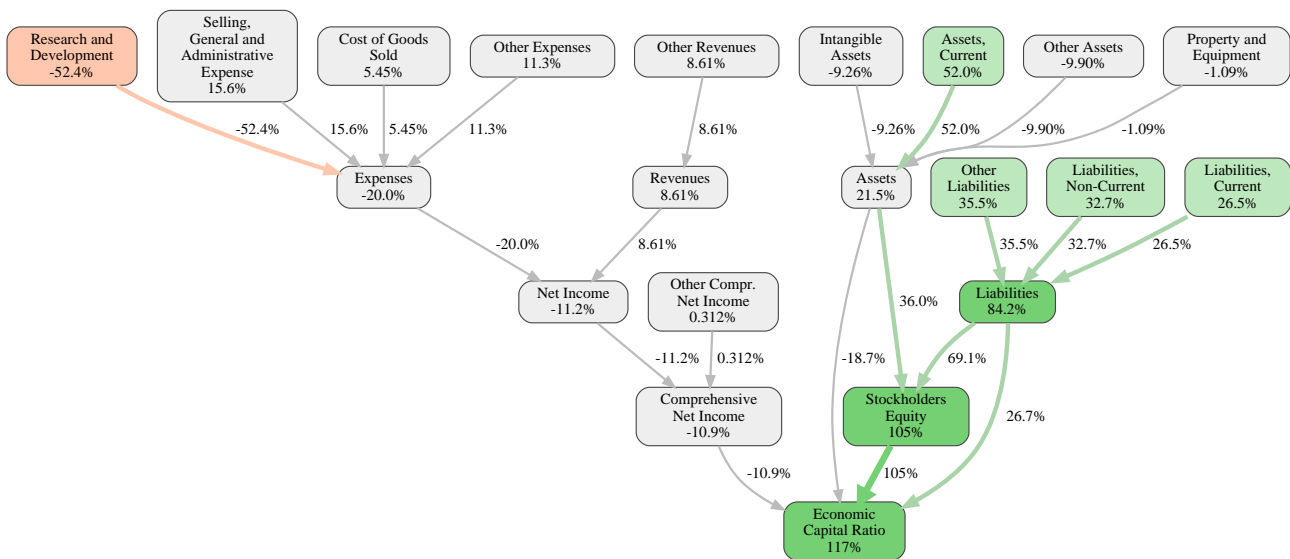 Research and
Development
-52.4%
Selling,
General and
Administrative
Expense
15.6%
Cost of Goods
Sold
5.45%
Other Expenses
11.3%
Other Revenues
8.61%
Intangible
Assets
-9.26%
Assets,
Current
52.0%
Other Assets
-9.90%
Property and
Equipment
-1.09%
-52.4%
15.6%
5.45%
11.3%
8.61%
-9.26%
52.0%
-9.90%
-1.09%
Expenses
-20.0%
Revenues
8.61%
Assets
21.5%
Other
Liabilities
35.5%
Liabilities,
Non-Current
32.7%
Liabilities,
Current
26.5%
-20.0%
8.61%
35.5%
32.7%
26.5%
Net Income
-11.2%
Other Compr.
Net Income
0.312%
36.0%
Liabilities
84.2%
-11.2%
0.312%
-18.7%
69.1%
Comprehensive
Net Income
-10.9%
Stockholders
Equity
105%
26.7%
-10.9%
105%
Economic
Capital Ratio
117%